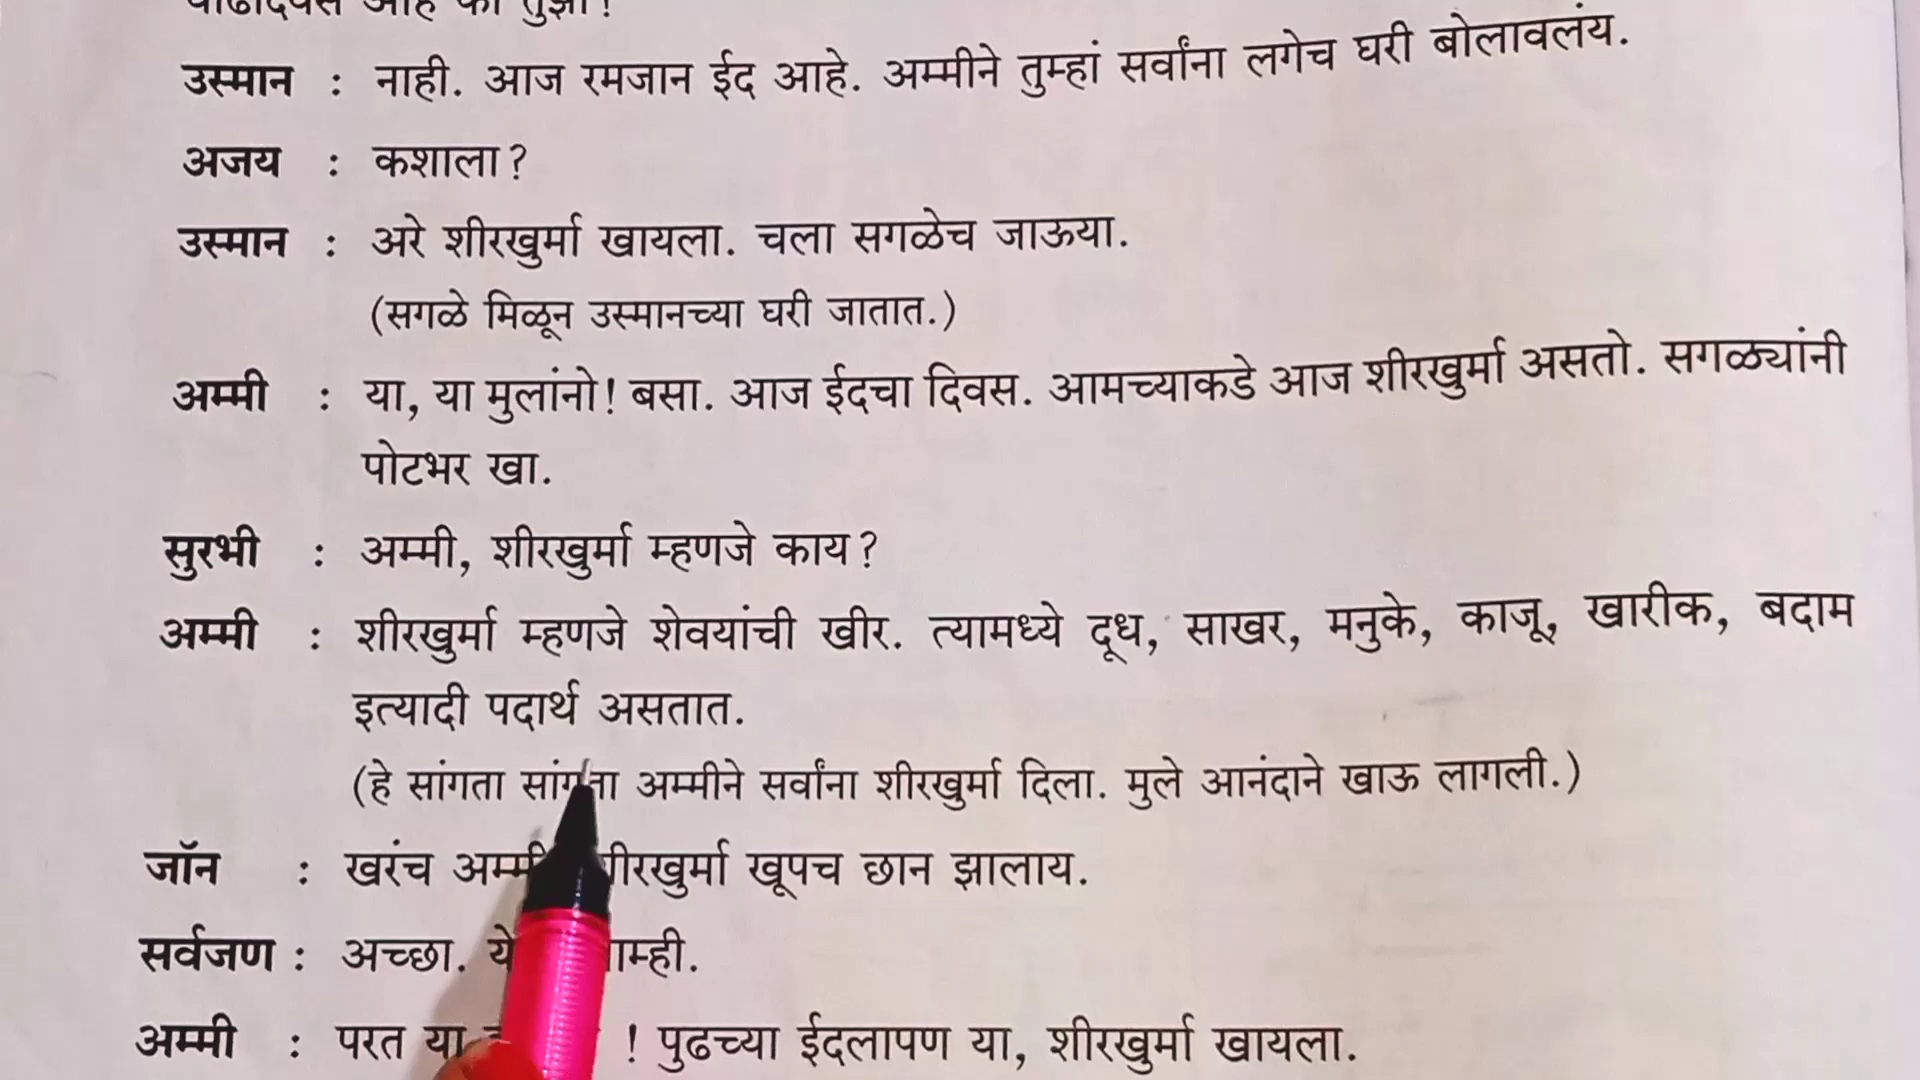 आहे का तुझा!
उस्मान : नाही. आज रमजान ईद आहे. अम्मीने तुम्हां सर्वांना लगेच घरी बोलावलंय.
अजय : कशाला?
उस्मान : अरे शीरखुर्मा खायला. चला सगळेच जाऊया.
(सगळे मिळून उस्मानच्या घरी जातात.)
अम्मी : या, या मुलांनो! बसा. आज ईदचा दिवस. आमच्याकडे आज शीरखुर्मा असतो. सगळ्यांनी
पोटभर खा.
सुरभी : अम्मी, शीरखुर्मा म्हणजे काय?
अम्मी : शीरखुर्मा म्हणजे शेवयांची खीर. त्यामध्ये दूध, साखर, मनुके, काजू, खारीक, बदाम
इत्यादी पदार्थ असतात.
(हे सांगता सांगता अम्मीने सर्वांना शीरखुर्मा दिला. मुले आनंदाने खाऊ लागली.)
जॉन : खरंच अम्मी शीरखुर्मा खूपच छान झालाय.
सर्वजण : अच्छा.
अम्मी : परत या ! पुढच्या ईदलापण या, शीरखुर्मा खायला.